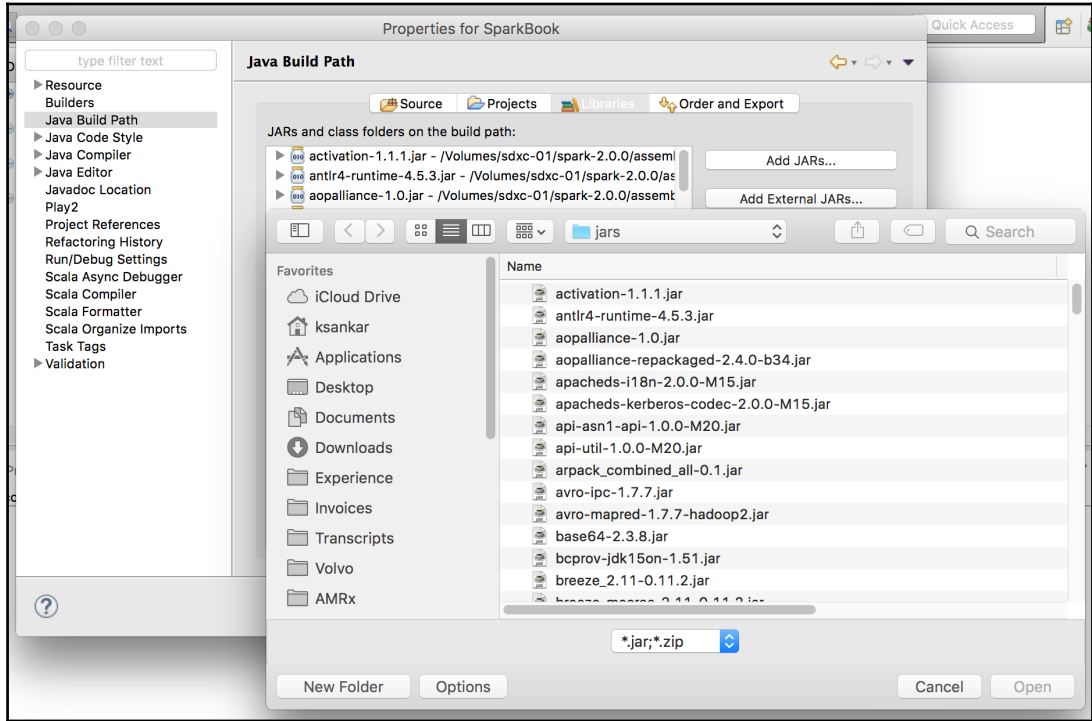 Properties for SparkBook
Quick Access
type filter text
Java Build Path
Resource
Builders
Java Build Path
Java Code Style
Java Compiler
Java Editor
Javadoc Location
Play2
Project References
Refactoring History
Run/Debug Settings
Scala Async Debugger
Scala Compiler
Scala Formatter
Scala Organize Imports
Task Tags
Validation
Source Projects Libraries Order and Export
JARs and class folders on the build path:
activation-1.1.1.jar - /Volumes/sdxc-01/spark-2.0.0/asseml
antlr4-runtime-4.5.3.jar - /Volumes/sdxc-01/spark-2.0.0/as
aopalliance-1.0.jar - /Volumes/sdxc-01/spark-2.0.0/assemb
Add JARs...
Add External JARs...
jars
Search
Favorites
iCloud Drive
ksankar
Applications
Desktop
Documents
Downloads
Experience
Invoices
Transcripts
Volvo
AMRx
Name
activation-1.1.1.jar
antlr4-runtime-4.5.3.jar
aopalliance-1.0.jar
aopalliance-repackaged-2.4.0-b34.jar
apacheds-i18n-2.0.0-M15.jar
apacheds-kerberos-codec-2.0.0-M15.jar
api-asn1-api-1.0.0-M20.jar
api-util-1.0.0-M20.jar
arpack_combined_all-0.1.jar
avro-ipc-1.7.7.jar
avro-mapred-1.7.7-hadoop2.jar
base64-2.3.8.jar
bcprov-jdk15on-1.51.jar
breeze_2.11-0.11.2.jar
*.jar;*.zip
New Folder
Options
Cancel
Open